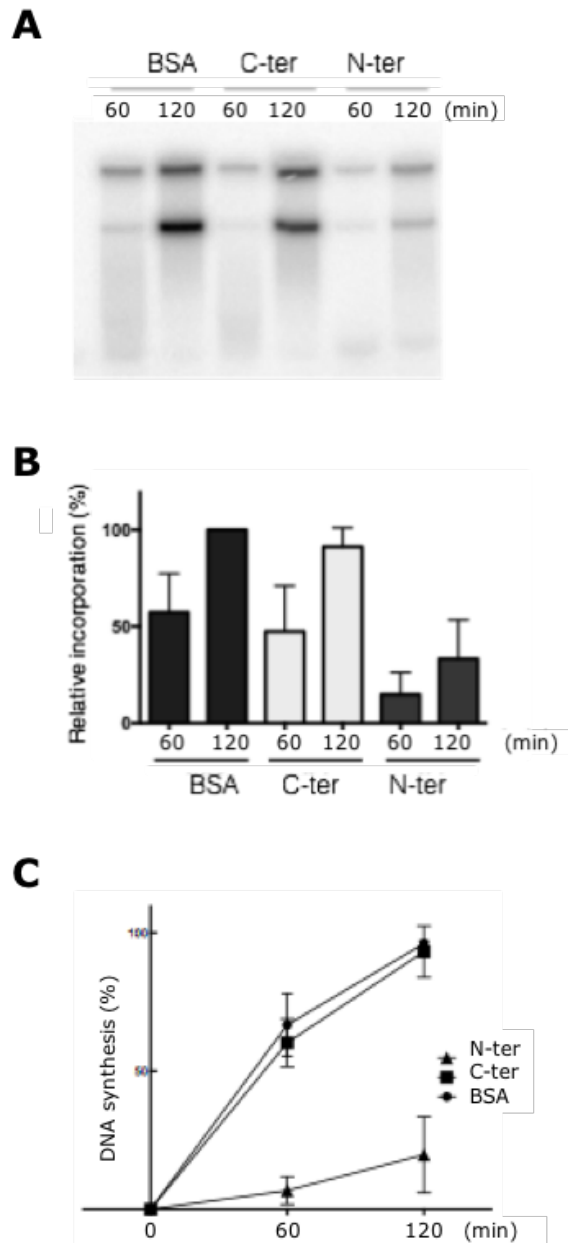 A
BSA C-ter N-ter
60 120 60 120 60 120 (min)
B
Relative incorporation (%)
100
50
0
60 120 60 120 60 120 (min)
BSA C-ter N-ter
C
DNA synthesis (%)
100
50
N-ter
C-ter
BSA
0 60 120 (min)